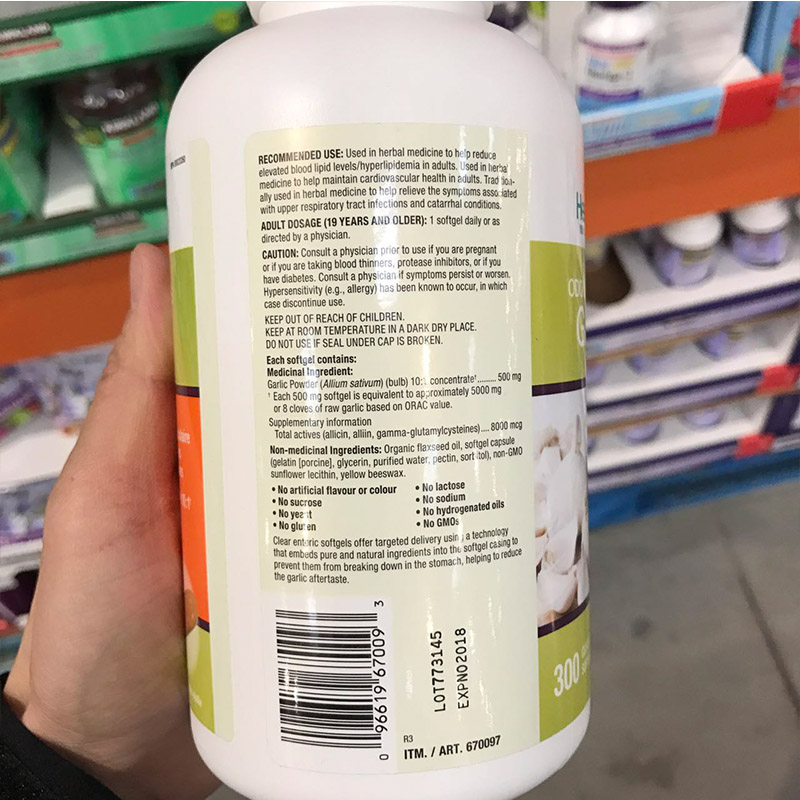 RECOMMENDED USE: Used in herbal medicine to help reduce
elevated blood lipid levels/hyperlipidemia in adults. Used in herbal
medicine to help maintain cardiovascular health in adults. Tradition-
ally used in herbal medicine to help relieve the symptoms associated
with upper respiratory tract infections and catarrhal conditions.
ADULT DOSAGE (19 YEARS AND OLDER): 1 softgel daily or as
directed by a physician.
CAUTION: Consult a physician prior to use if you are pregnant
or if you are taking blood thinners, protease inhibitors, or if you
have diabetes. Consult a physician if symptoms persist or worsen.
Hypersensitivity (e.g., allergy) has been known to occur, in which
case discontinue use.
KEEP OUT OF REACH OF CHILDREN.
KEEP AT ROOM TEMPERATURE IN A DARK DRY PLACE.
DO NOT USE IF SEAL UNDER CAP IS BROKEN.
Each softgel contains:
Medicinal Ingredient:
Garlic Powder (Allium sativum) (bulb) 10:1 concentrate†......... 500 mg
† Each 500 mg softgel is equivalent to approximately 5000 mg
or 8 cloves of raw garlic based on ORAC value.
Supplementary information
Total actives (allicin, alliin, gamma-glutamylcysteines).... 8000 mcg
Non-medicinal Ingredients: Organic flaxseed oil, softgel capsule
(gelatin [porcine], glycerin, purified water, pectin, sorbitol), non-GMO
sunflower lecithin, yellow beeswax.
• No artificial flavour or colour
• No sucrose
• No yeast
• No gluten
• No lactose
• No sodium
• No hydrogenated oils
• No GMOs
Clear enteric softgels offer targeted delivery using a technology
that embeds pure and natural ingredients into the softgel casing to
prevent them from breaking down in the stomach, helping to reduce
the garlic aftertaste.
0 96619 67009 3
LOT773145
EXPNO2018
R3
ITM. / ART. 670097
300